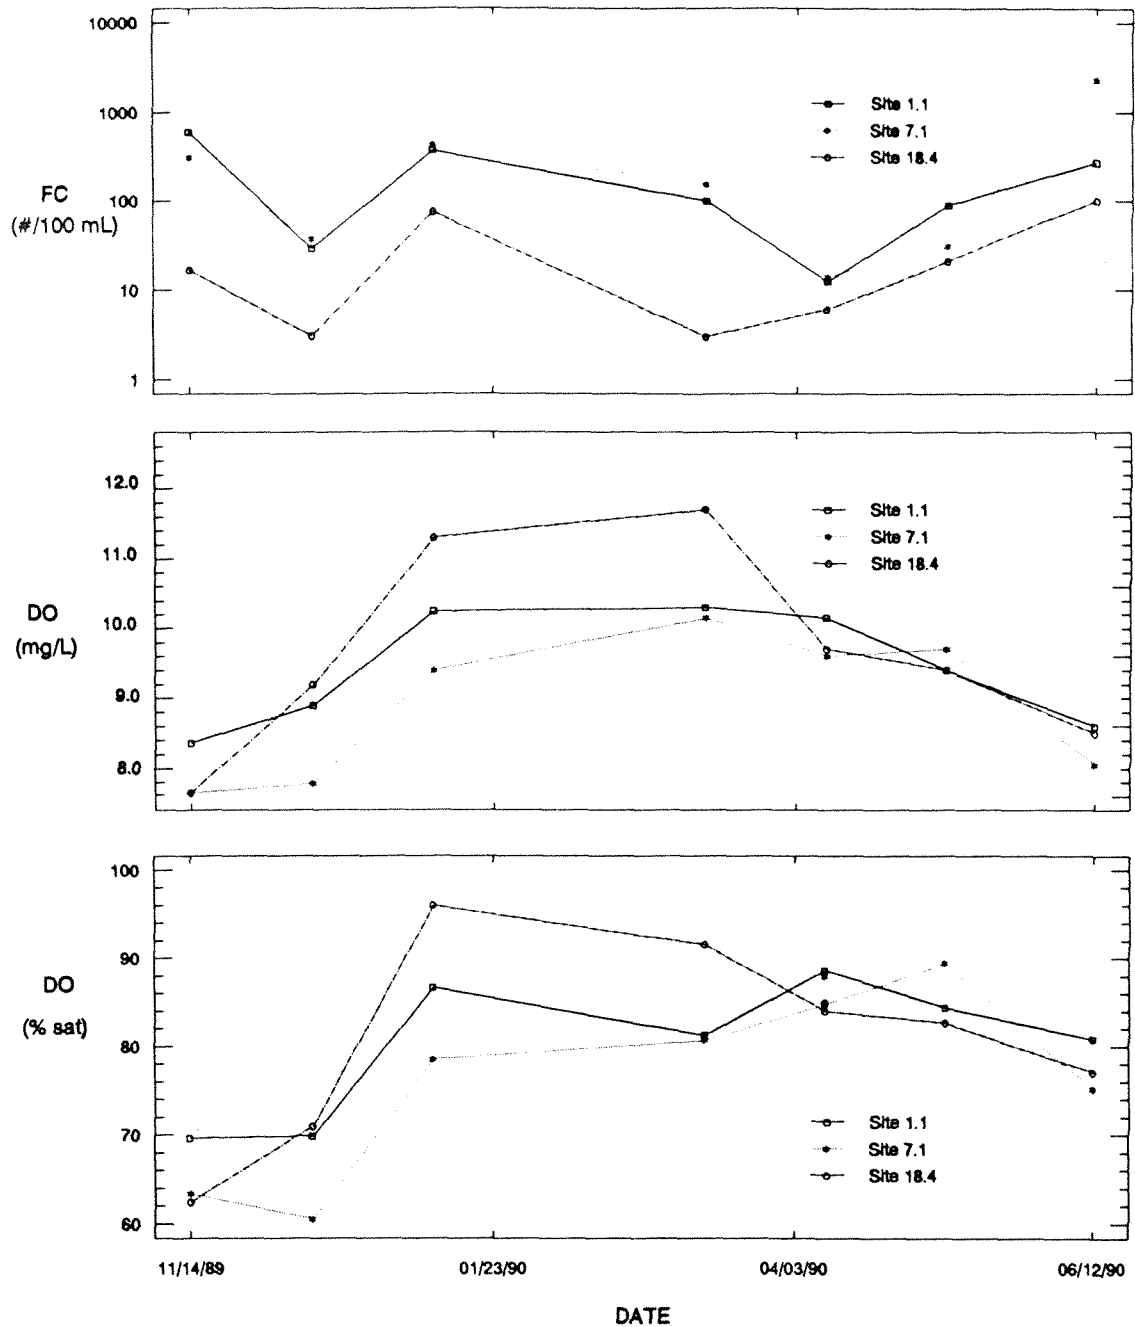 10000
1000
100
10
1
FC
(#/100 mL)
Site 1.1
Site 7.1
Site 18.4
12.0
11.0
10.0
9.0
8.0
DO
(mg/L)
Site 1.1
Site 7.1
Site 18.4
100
90
80
70
60
DO
(% sat)
Site 1.1
Site 7.1
Site 18.4
11/14/89 01/23/90 04/03/90 06/12/90
DATE